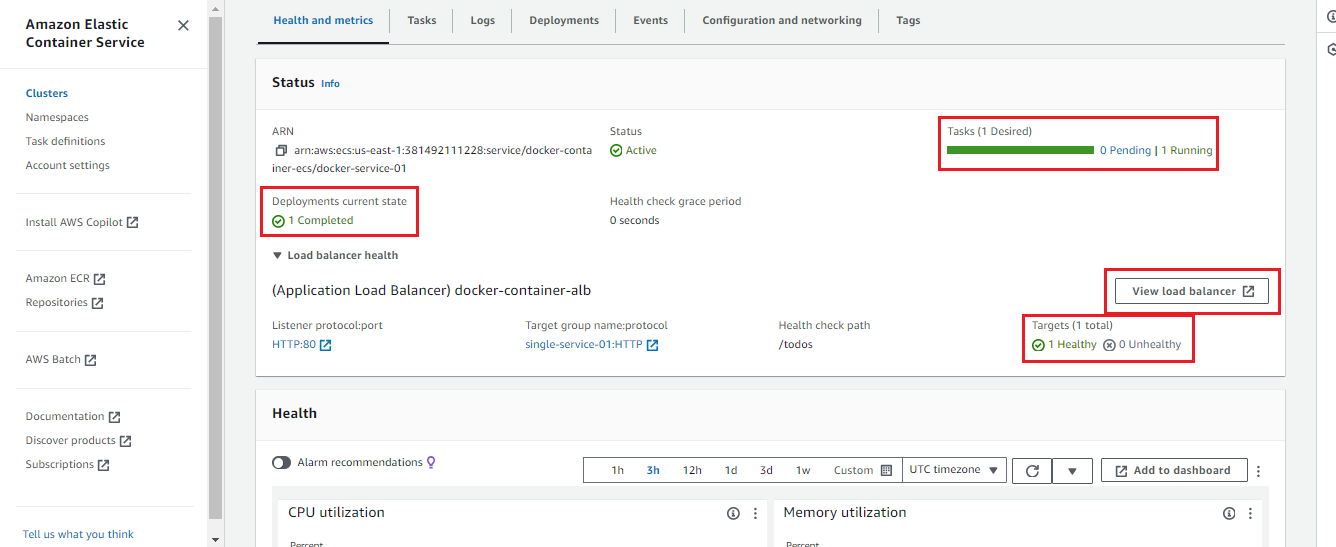 Amazon Elastic
Container Service
Clusters
Namespaces
Task definitions
Account settings
Install AWS Copilot
Amazon ECR
Repositories
AWS Batch
Documentation
Discover products
Subscriptions
Tell us what you think
Health and metrics
Tasks
Logs
Deployments
Events
Configuration and networking
Tags
Status Info
ARN
arn:aws:ecs:us-east-1:381492111228:service/docker-conta
iner-ecs/docker-service-01
Status
Active
Tasks (1 Desired)
0 Pending | 1 Running
Deployments current state
1 Completed
Health check grace period
0 seconds
Load balancer health
(Application Load Balancer) docker-container-alb
View load balancer
Listener protocol:port
HTTP:80
Target group name:protocol
single-service-01:HTTP
Health check path
/todos
Targets (1 total)
1 Healthy 0 Unhealthy
Health
Alarm recommendations
1h 3h 12h 1d 3d 1w Custom
UTC timezone
Add to dashboard
CPU utilization
Percent
Memory utilization
Percent